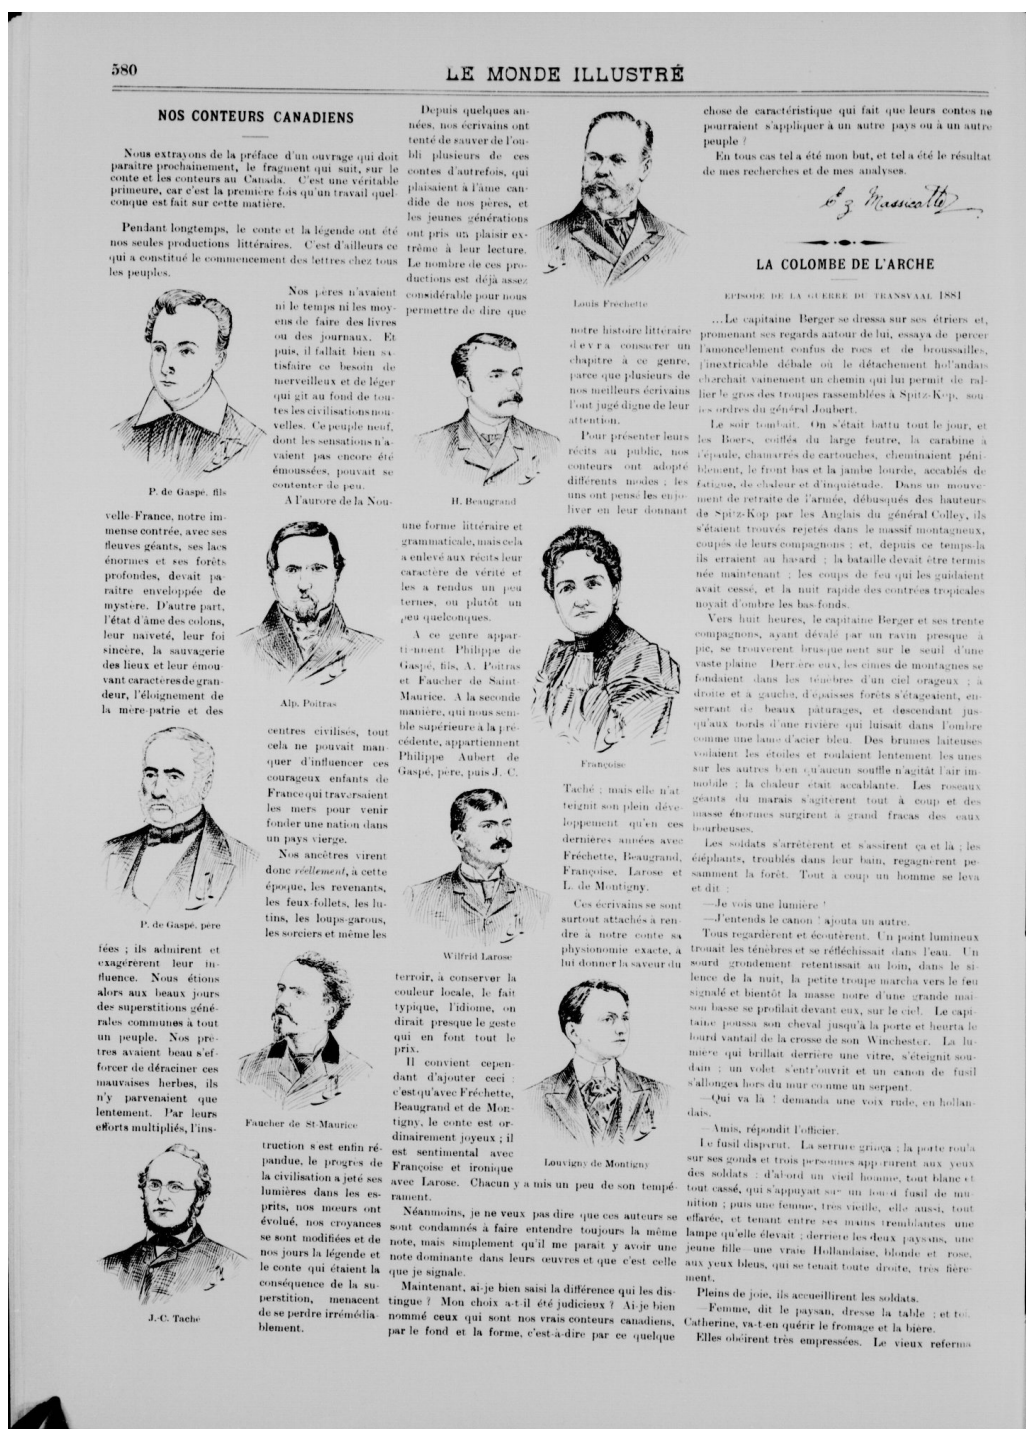 580
LE MONDE ILLUSTRÉ
NOS CONTEURS CANADIENS
Nous extrayons de la préface d'un ouvrage qui doit
paraître prochainement, le fragment qui suit, sur le
conte et les conteurs au Canada. C'est une véritable
primeure, car c'est la première fois qu'un travail quel-
conque est fait sur cette matière.
Pendant longtemps, le conte et la légende ont été
nos seules productions littéraires. C'est d'ailleurs ce
qui a constitué le commencement des lettres chez tous
les peuples.
Nos pères n'avaient
ni le temps ni les moy-
ens de faire des livres
ou des journaux. Et
puis, il fallait bien sa-
tisfaire ce besoin de
merveilleux et de léger
qui gît au fond de tou-
tes les civilisations nou-
velles. Ce peuple neuf,
dont les sensations n'a-
vaient pas encore été
émoussées, pouvait se
contenter de peu.
A l'aurore de la Nou-
P. de Gaspé, fils
velle-France, notre im-
mense contrée, avec ses
fleuves géants, ses lacs
énormes et ses forêts
profondes, devait pa-
raître enveloppée de
mystère. D'autre part,
l'état d'âme des colons,
leur naïveté, leur foi
sincère, la sauvagerie
des lieux et leur émou-
vant caractères de gran-
deur, l'éloignement de
la mère-patrie et des
Alp. Poitras
centres civilisés, tout
cela ne pouvait man-
quer d'influencer ces
courageux enfants de
France qui traversaient
les mers pour venir
fonder une nation dans
un pays vierge.
Nos ancêtres virent
donc réellement, à cette
époque, les revenants,
les feux-follets, les lu-
tins, les loups-garous,
les sorciers et même les
P. de Gaspé, père
fées ; ils admirent et
exagérèrent leur in-
fluence. Nous étions
alors aux beaux jours
des superstitions géné-
rales communes à tout
un peuple. Nos prê-
tres avaient beau s'ef-
forcer de déraciner ces
mauvaises herbes, ils
n'y parvenaient que
lentement. Par leurs
efforts multipliés, l'ins-
Faucher de St-Maurice
truction s'est enfin ré-
pandue, le progrès de
la civilisation a jeté ses
lumières dans les es-
prits, nos mœurs ont
évolué, nos croyances
se sont modifiées et de
nos jours la légende et
le conte qui étaient la
conséquence de la su-
perstition, menacent
de se perdre irrémédia-
blement.
J.-C. Taché
Depuis quelques an-
nées, nos écrivains ont
tenté de sauver de l'ou-
bli plusieurs de ces
contes d'autrefois, qui
plaisaient à l'âme can-
dide de nos pères, et
les jeunes générations
ont pris un plaisir ex-
trême à leur lecture.
Le nombre de ces pro-
ductions est déjà assez
considérable pour nous
permettre de dire que
Louis Fréchette
notre histoire littéraire
devra consacrer un
chapitre à ce genre,
parce que plusieurs de
nos meilleurs écrivains
l'ont jugé digne de leur
attention.
Pour présenter leurs
récits au public, nos
conteurs ont adopté
différents modes ; les
uns ont pensé les enjo-
liver en leur donnant
H. Beaugrand
une forme littéraire et
grammaticale, mais cela
a enlevé aux récits leur
caractère de vérité et
les a rendus un peu
ternes, ou plutôt un
peu quelconques.
A ce genre appar-
tiennent Philippe de
Gaspé, fils, A. Poitras
et Faucher de Saint-
Maurice. A la seconde
manière, qui nous sem-
ble supérieure à la pré-
cédente, appartiennent
Philippe Aubert de
Gaspé, père, puis J. C.
Françoise
Taché ; mais elle n'at
teignit son plein déve-
loppement qu'en ces
dernières années avec
Fréchette, Beaugrand,
Françoise, Larose et
L. de Montigny.
Ces écrivains se sont
surtout attachés à ren-
dre à notre conte sa
physionomie exacte, à
lui donner la saveur du
Wilfrid Larose
terroir, à conserver la
couleur locale, le fait
typique, l'idiome, on
dirait presque le geste
qui en font tout le
prix.
Il convient cepen-
dant d'ajouter ceci :
c'est qu'avec Fréchette,
Beaugrand et de Mon-
tigny, le conte est or-
dinairement joyeux ; il
est sentimental avec
Françoise et ironique
Louvigny de Montigny
avec Larose. Chacun y a mis un peu de son tempé-
rament.
Néanmoins, je ne veux pas dire que ces auteurs se
sont condamnés à faire entendre toujours la même
note, mais simplement qu'il me paraît y avoir une
note dominante dans leurs œuvres et que c'est celle
que je signale.
Maintenant, ai-je bien saisi la différence qui les dis-
tingue ? Mon choix a-t-il été judicieux ? Ai-je bien
nommé ceux qui sont nos vrais conteurs canadiens,
par le fond et la forme, c'est-à-dire par ce quelque
chose de caractéristique qui fait que leurs contes ne
pourraient s'appliquer à un autre pays ou à un autre
peuple ?
En tous cas tel a été mon but, et tel a été le résultat
de mes recherches et de mes analyses.
E z Massicotte
LA COLOMBE DE L'ARCHE
EPISODE DE LA GUERRE DU TRANSVAAL 1881
...Le capitaine Berger se dressa sur ses étriers et,
promenant ses regards autour de lui, essaya de percer
l'amoncellement confus de rocs et de broussailles,
l'inextricable dédale où le détachement hollandais
cherchait vainement un chemin qui lui permit de ral-
lier le gros des troupes rassemblées à Spitz-Kop, sous
les ordres du général Joubert.
Le soir tombait. On s'était battu tout le jour, et
les Boers, coiffés du large feutre, la carabine à
l'épaule, chamarrés de cartouches, cheminaient péni-
blement, le front bas et la jambe lourde, accablés de
fatigue, de chaleur et d'inquiétude. Dans un mouve-
ment de retraite de l'armée, débusqués des hauteurs
de Spitz-Kop par les Anglais du général Colley, ils
s'étaient trouvés rejetés dans le massif montagneux,
coupés de leurs compagnons ; et, depuis ce temps-là
ils erraient au hasard ; la bataille devait être termi-
née maintenant ; les coups de feu qui les guidaient
avait cessé, et la nuit rapide des contrées tropicales
noyait d'ombre les bas-fonds.
Vers huit heures, le capitaine Berger et ses trente
compagnons, ayant dévalé par un ravin presque à
pic, se trouvèrent brusquement sur le seuil d'une
vaste plaine Derrière eux, les cimes de montagnes se
fondaient dans les ténèbres d'un ciel orageux ; à
droite et à gauche, d'épaisses forêts s'étageaient, en-
serrant de beaux pâturages, et descendant jus-
qu'aux bords d'une rivière qui luisait dans l'ombre
comme une lame d'acier bleu. Des brumes laiteuses
voilaient les étoiles et roulaient lentement les unes
sur les autres bien qu'aucun souffle n'agitât l'air im-
mobile ; la chaleur était accablante. Les roseaux
géants du marais s'agitèrent tout à coup et des
masse énormes surgirent à grand fracas des eaux
bourbeuses.
Les soldats s'arrêtèrent et s'assirent çà et là ; les
éléphants, troublés dans leur bain, regagnèrent pe-
samment la forêt. Tout à coup un homme se leva
et dit :
—Je vois une lumière !
—J'entends le canon ! ajouta un autre.
Tous regardèrent et écoutèrent. Un point lumineux
trouait les ténèbres et se réfléchissait dans l'eau. Un
sourd grondement retentissait au loin, dans le si-
lence de la nuit, la petite troupe marcha vers le feu
signalé et bientôt la masse noire d'une grande mai-
son basse se profilait devant eux, sur le ciel. Le capi-
taine poussa son cheval jusqu'à la porte et heurta le
lourd vantail de la crosse de son Winchester. La lu-
mière qui brillait derrière une vitre, s'éteignit sou-
dain ; un volet s'entr'ouvrit et un canon de fusil
s'allongea hors du mur comme un serpent.
—Qui va là ? demanda une voix rude, en hollan-
dais.
—Amis, répondit l'officier.
Le fusil disparut. La serrure grinça ; la porte roula
sur ses gonds et trois personnes apparurent aux yeux
des soldats : d'abord un vieil homme, tout blanc et
tout cassé, qui s'appuyait sur un lourd fusil de mu-
nition ; puis une femme, très vieille, elle aussi, tout
effarée, et tenant entre ses mains tremblantes une
lampe qu'elle élevait ; derrière les deux paysans, une
jeune fille—une vraie Hollandaise, blonde et rose,
aux yeux bleus, qui se tenait toute droite, très fière-
ment.
Pleins de joie, ils accueillirent les soldats.
—Femme, dit le paysan, dresse la table ; et toi,
Catherine, va-t-en quérir le fromage et la bière.
Elles obéirent très empressées. Le vieux referma